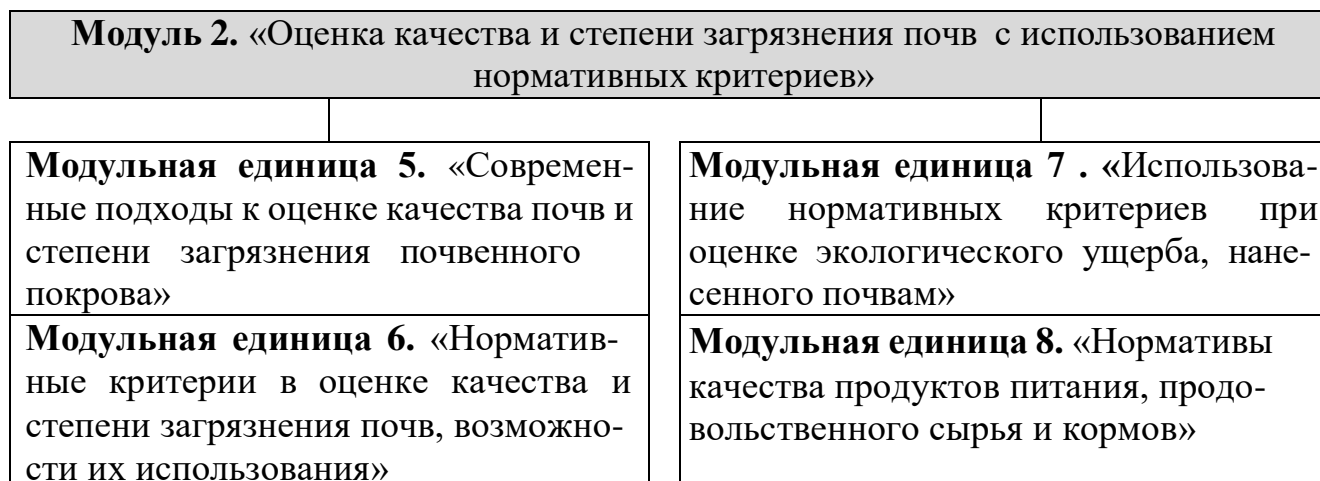 Модуль 2. «Оценка качества и степени загрязнения почв с использованием
нормативных критериев»
Модульная единица 5. «Современ-
ные подходы к оценке качества почв и
степени загрязнения почвенного
покрова»
Модульная единица 6. «Норматив-
ные критерии в оценке качества и
степени загрязнения почв, возможно-
сти их использования»
Модульная единица 7 . «Использова-
ние нормативных критериев при
оценке экологического ущерба, нане-
сенного почвам»
Модульная единица 8. «Нормативы
качества продуктов питания, продо-
вольственного сырья и кормов»